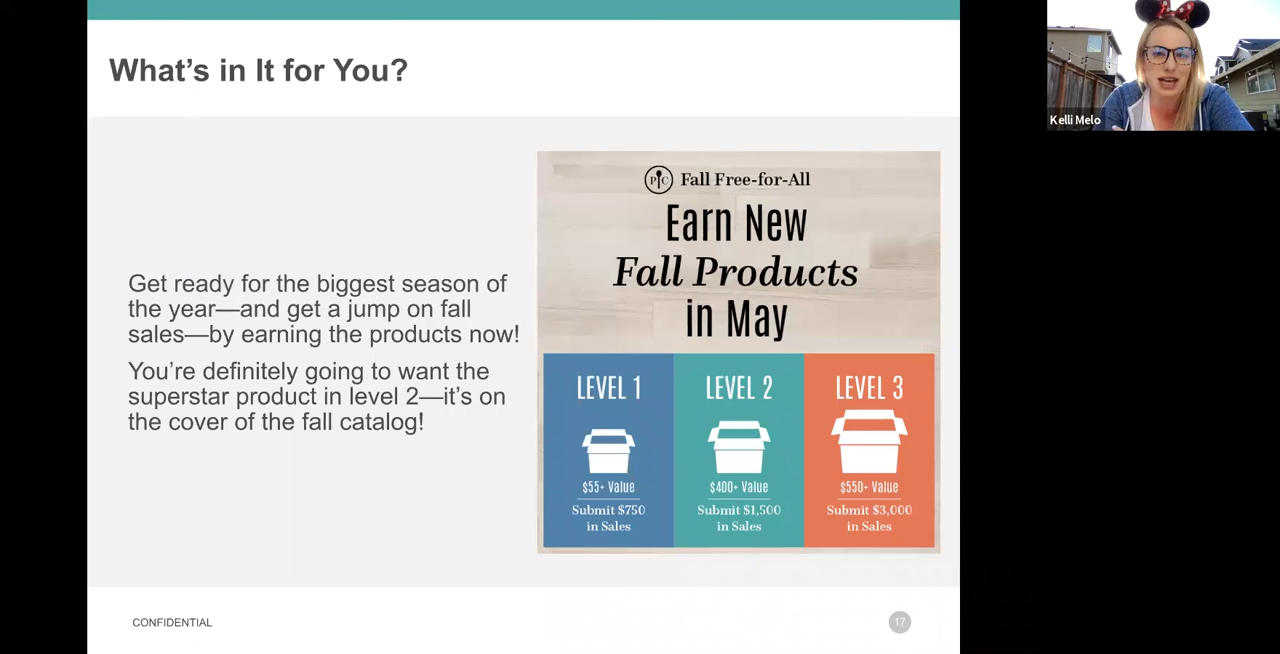 What's in It for You?
Kelli Melo
Get ready for the biggest season of
the year—and get a jump on fall
sales—by earning the products now!
You're definitely going to want the
superstar product in level 2—it's on
the cover of the fall catalog!
PC Fall Free-for-All
Earn New
Fall Products
in May
LEVEL 1
$55+ Value
Submit $750
in Sales
LEVEL 2
$400+ Value
Submit $1,500
in Sales
LEVEL 3
$550+ Value
Submit $3,000
in Sales
CONFIDENTIAL
17